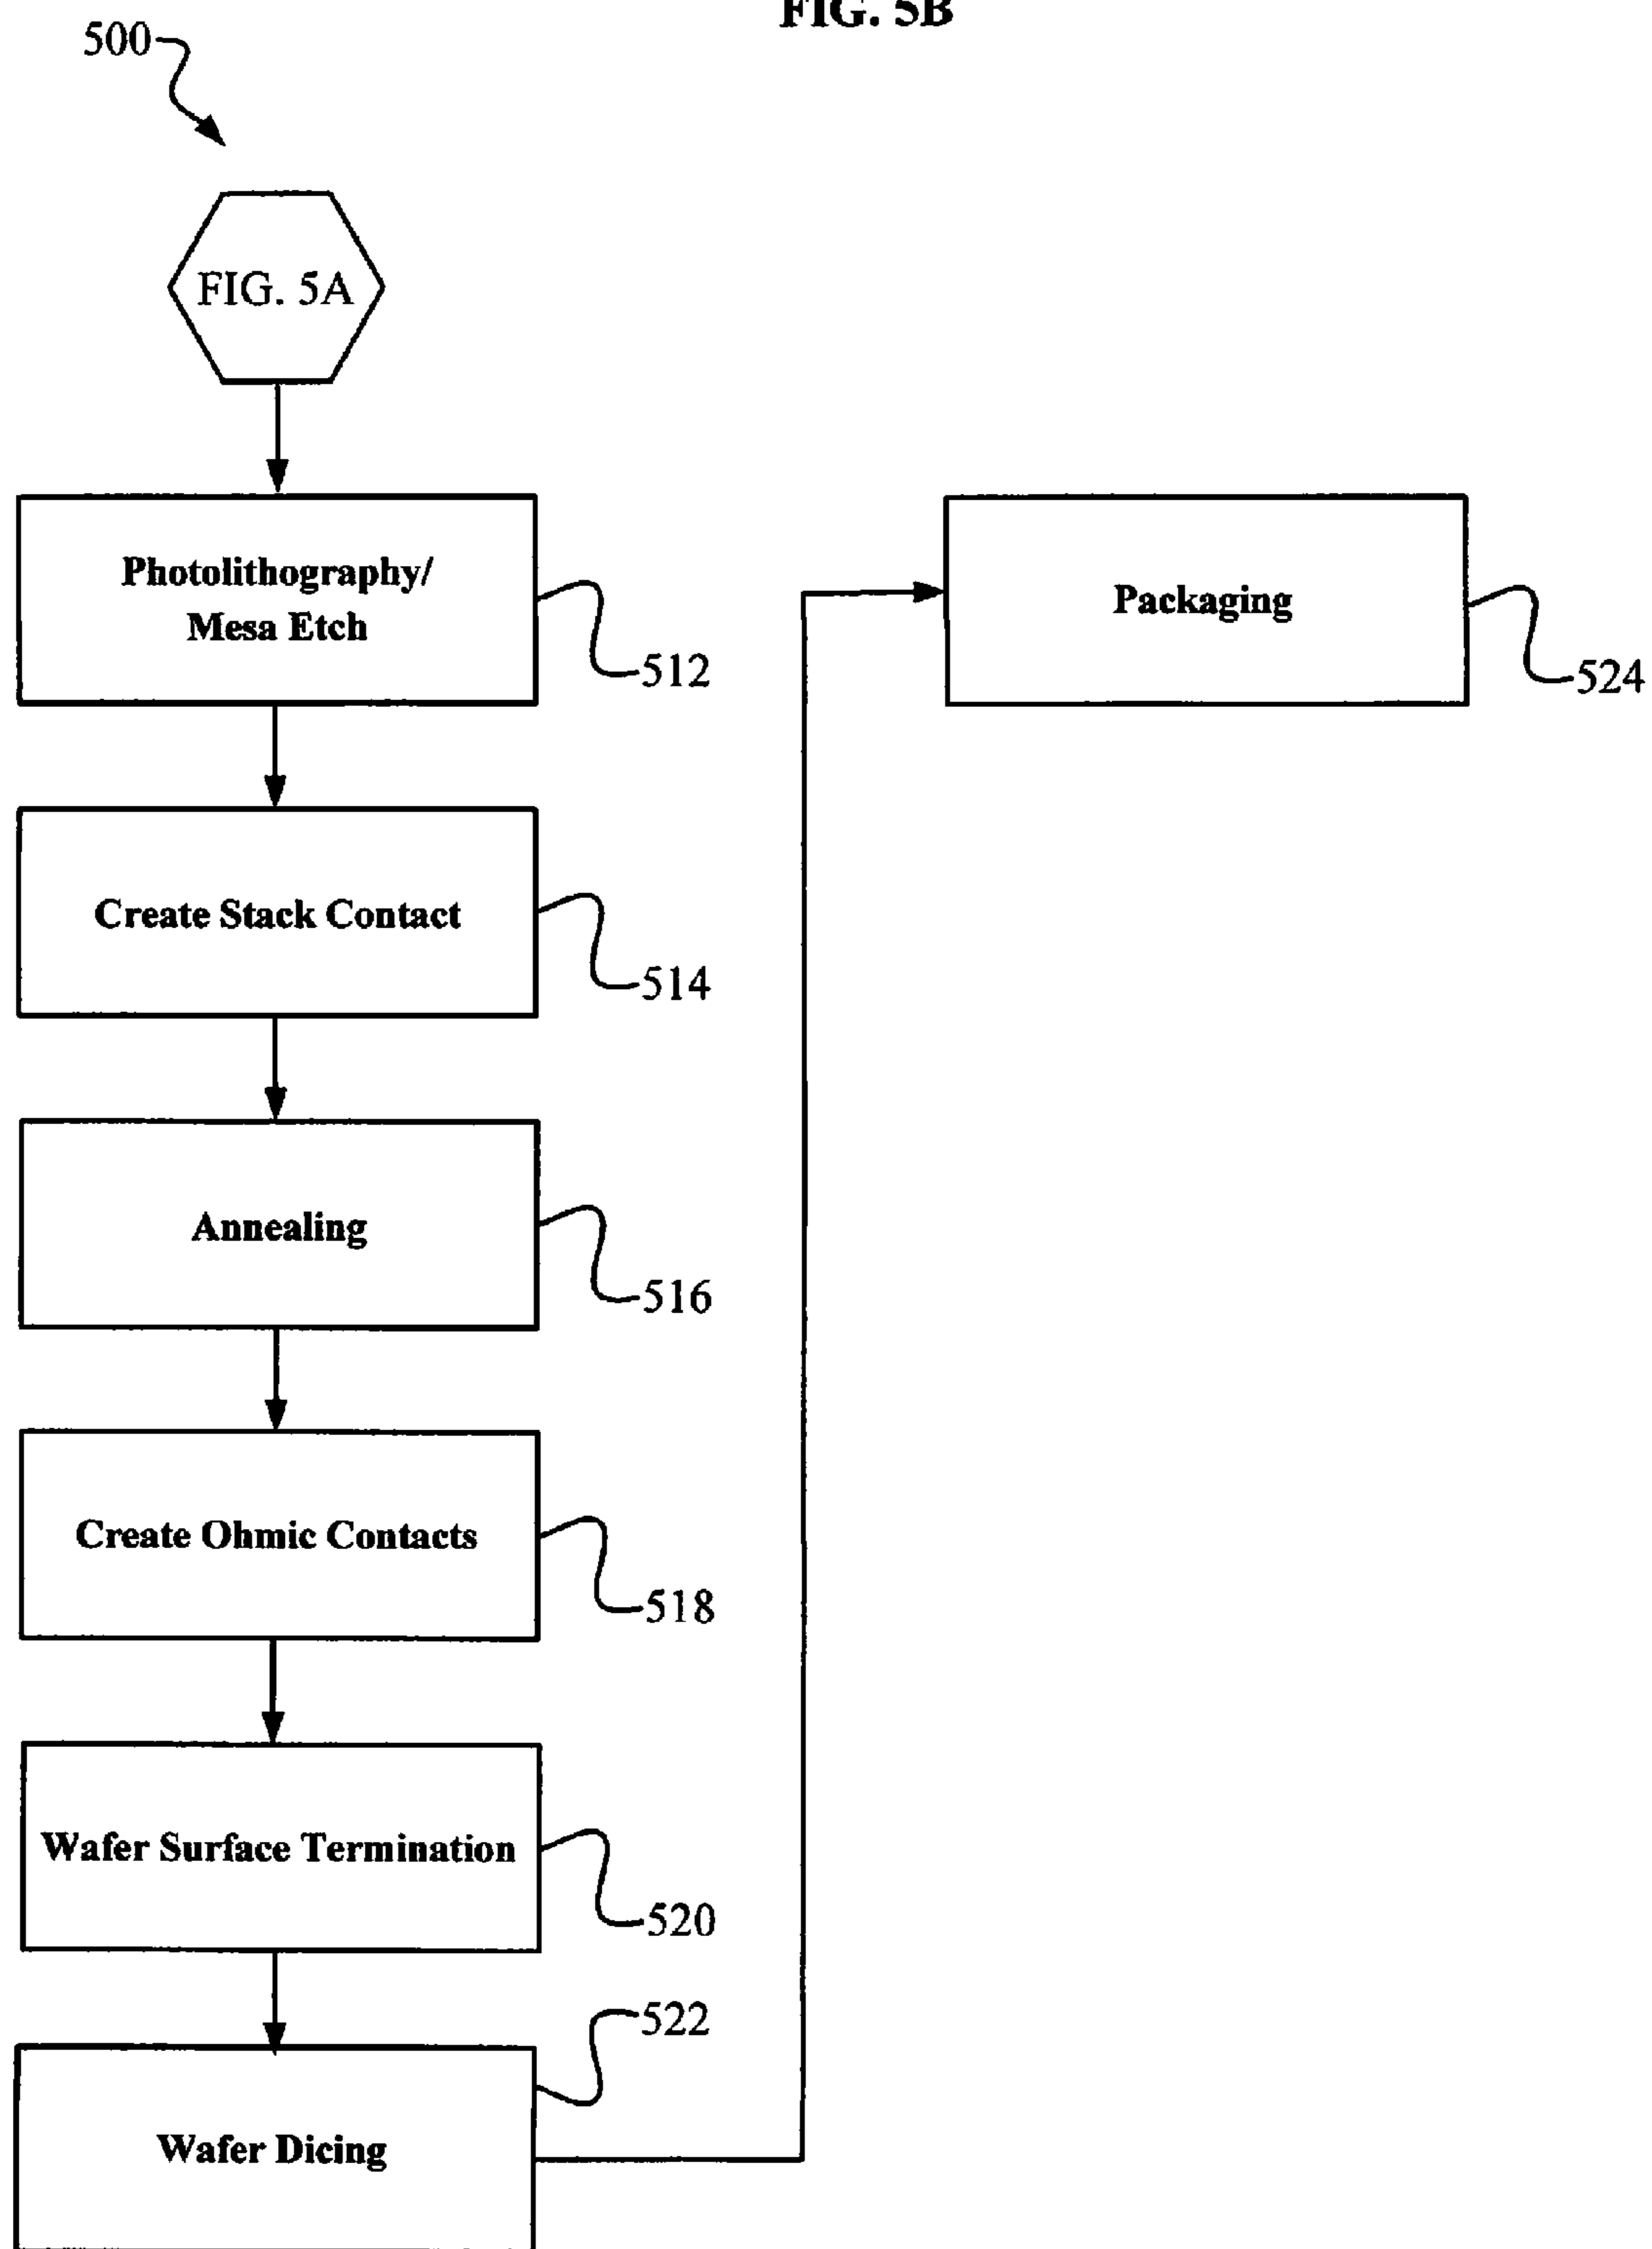 FIG. 5B
500
FIG. 5A
Photolithography/
Mesa Etch
512
Create Stack Contact
514
Annealing
516
Create Ohmic Contacts
518
Wafer Surface Termination
520
522
Wafer Dicing
Packaging
524